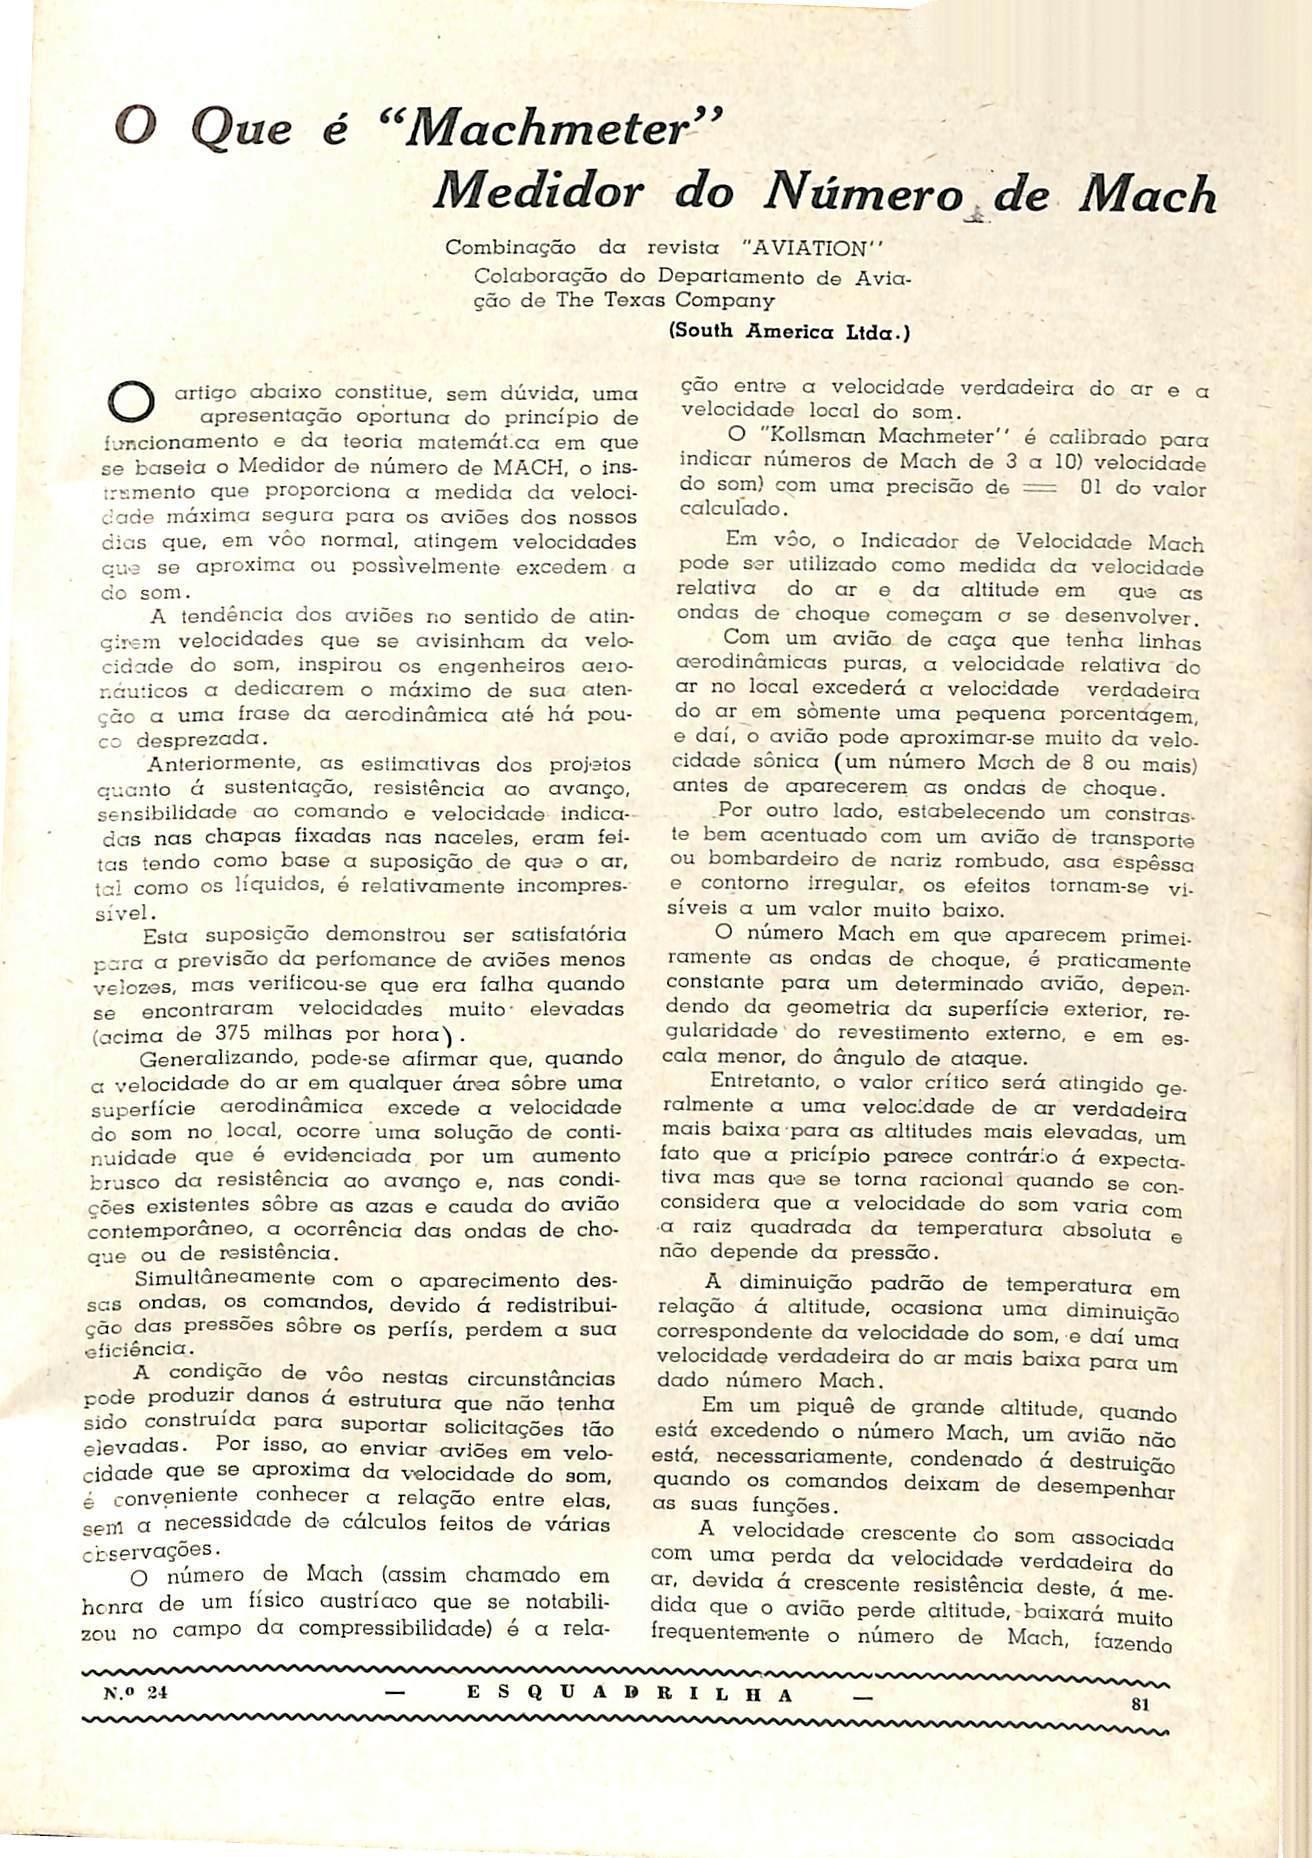 O Que é “Machmeter”
Medidor do Número de Mach
Combinação da revista "AVIATION"
Colaboração do Departamento de Avia-
ção de The Texas Company
(South America Ltda.)
O artigo abaixo constitue, sem dúvida, uma
apresentação oportuna do princípio de
funcionamento e da teoria matemática em que
se baseia o Medidor de número de MACH, o ins-
trumento que proporciona a medida da veloci-
dade máxima segura para os aviões dos nossos
dias que, em vôo normal, atingem velocidades
que se aproxima ou possìvelmente excedem a
do som.
A tendência dos aviões no sentido de atin-
girem velocidades que se avisinham da velo-
cidade do som, inspirou os engenheiros aero-
náuticos a dedicarem o máximo de sua aten-
ção a uma frase da aerodinâmica até há pou-
co desprezada.
Anteriormente, as estimativas dos projetos
quanto á sustentação, resistência ao avanço,
sensibilidade ao comando e velocidade indica-
das nas chapas fixadas nas naceles, eram fei-
tas tendo como base a suposição de que o ar,
tal como os líquidos, é relativamente incompres-
sível.
Esta suposição demonstrou ser satisfatória
para a previsão da perfomance de aviões menos
velozes, mas verificou-se que era falha quando
se encontraram velocidades muito elevadas
(acima de 375 milhas por hora).
Generalizando, pode-se afirmar que, quando
a velocidade do ar em qualquer área sôbre uma
superfície aerodinâmica excede a velocidade
do som no local, ocorre uma solução de conti-
nuidade que é evidenciada por um aumento
brusco da resistência ao avanço e, nas condi-
ções existentes sôbre as azas e cauda do avião
contemporâneo, a ocorrência das ondas de cho-
que ou de resistência.
Simultâneamente com o aparecimento des-
sas ondas, os comandos, devido á redistribui-
ção das pressões sôbre os perfís, perdem a sua
eficiência.
A condição de vôo nestas circunstâncias
pode produzir danos á estrutura que não tenha
sido construída para suportar solicitações tão
elevadas. Por isso, ao enviar aviões em velo-
cidade que se aproxima da velocidade do som,
é conveniente conhecer a relação entre elas,
sem a necessidade de cálculos feitos de várias
observações.
O número de Mach (assim chamado em
honra de um físico austríaco que se notabili-
zou no campo da compressibilidade) é a rela-
ção entre a velocidade verdadeira do ar e a
velocidade local do som.
O "Kollsman Machmeter" é calibrado para
indicar números de Mach de 3 a 10) velocidade
do som) com uma precisão de == 01 do valor
calculado.
Em vôo, o Indicador de Velocidade Mach
pode ser utilizado como medida da velocidade
relativa do ar e da altitude em que as
ondas de choque começam a se desenvolver.
Com um avião de caça que tenha linhas
aerodinâmicas puras, a velocidade relativa do
ar no local excederá a velocidade verdadeira
do ar em sòmente uma pequena porcentagem,
e daí, o avião pode aproximar-se muito da velo-
cidade sônica (um número Mach de 8 ou mais)
antes de aparecerem as ondas de choque.
Por outro lado, estabelecendo um constras-
te bem acentuado com um avião de transporte
ou bombardeiro de nariz rombudo, asa espêssa
e contorno irregular, os efeitos tornam-se vi-
síveis a um valor muito baixo.
O número Mach em que aparecem primei-
ramente as ondas de choque, é praticamente
constante para um determinado avião, depen-
dendo da geometria da superfície exterior, re-
gularidade do revestimento externo, e em es-
cala menor, do ângulo de ataque.
Entretanto, o valor crítico será atingido ge-
ralmente a uma velocidade de ar verdadeira
mais baixa para as altitudes mais elevadas, um
fato que a pricípio parece contrário á expecta-
tiva mas que se torna racional quando se con-
considera que a velocidade do som varia com
a raiz quadrada da temperatura absoluta e
não depende da pressão.
A diminuição padrão de temperatura em
relação á altitude, ocasiona uma diminuição
correspondente da velocidade do som, e daí uma
velocidade verdadeira do ar mais baixa para um
dado número Mach.
Em um piquê de grande altitude, quando
está excedendo o número Mach, um avião não
está, necessariamente, condenado á destruição
quando os comandos deixam de desempenhar
as suas funções.
A velocidade crescente do som associada
com uma perda da velocidade verdadeira do
ar, devida á crescente resistência deste, á me-
dida que o avião perde altitude, baixará muito
frequentemente o número de Mach, fazendo
N.º 24 — ESQUADRILHA — 81